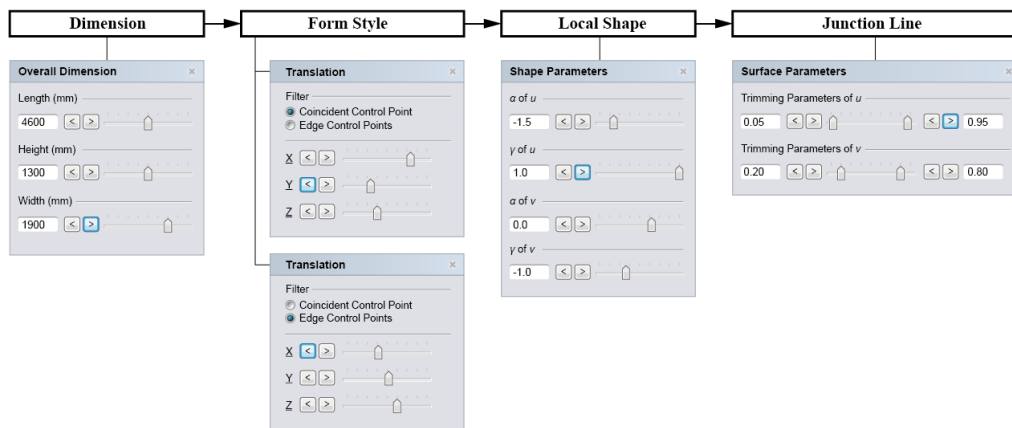 Dimension
Form Style
Local Shape
Junction Line
Overall Dimension ×
Length (mm)
4600 < >
Height (mm)
1300 < >
Width (mm)
1900 < >
Translation ×
Filter
Coincident Control Point
Edge Control Points
X < >
Y < >
Z < >
Translation ×
Filter
Coincident Control Point
Edge Control Points
X < >
Y < >
Z < >
Shape Parameters ×
α of u
-1.5 < >
γ of u
1.0 < >
α of v
0.0 < >
γ of v
-1.0 < >
Surface Parameters ×
Trimming Parameters of u
0.05 < > < > 0.95
Trimming Parameters of v
0.20 < > < > 0.80